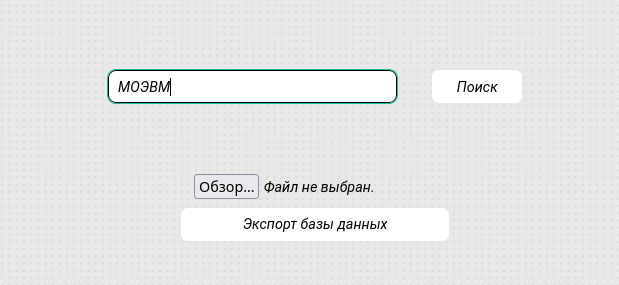 МОЭВМ
Поиск
Обзор... Файл не выбран.
Экспорт базы данных